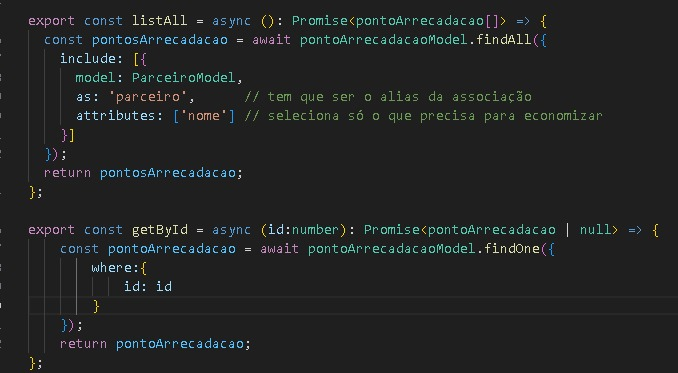 export const listAll = async (): Promise<pontoArrecadacao[]> => {
  const pontosArrecadacao = await pontoArrecadacaoModel.findAll({
    include: [{
      model: ParceiroModel,
      as: 'parceiro',      // tem que ser o alias da associação
      attributes: ['nome'] // seleciona só o que precisa para economizar
    }]
  });
  return pontosArrecadacao;
};

export const getById = async (id:number): Promise<pontoArrecadacao | null> => {
    const pontoArrecadacao = await pontoArrecadacaoModel.findOne({
        where:{
            id: id
        }
    });
    return pontoArrecadacao;
};